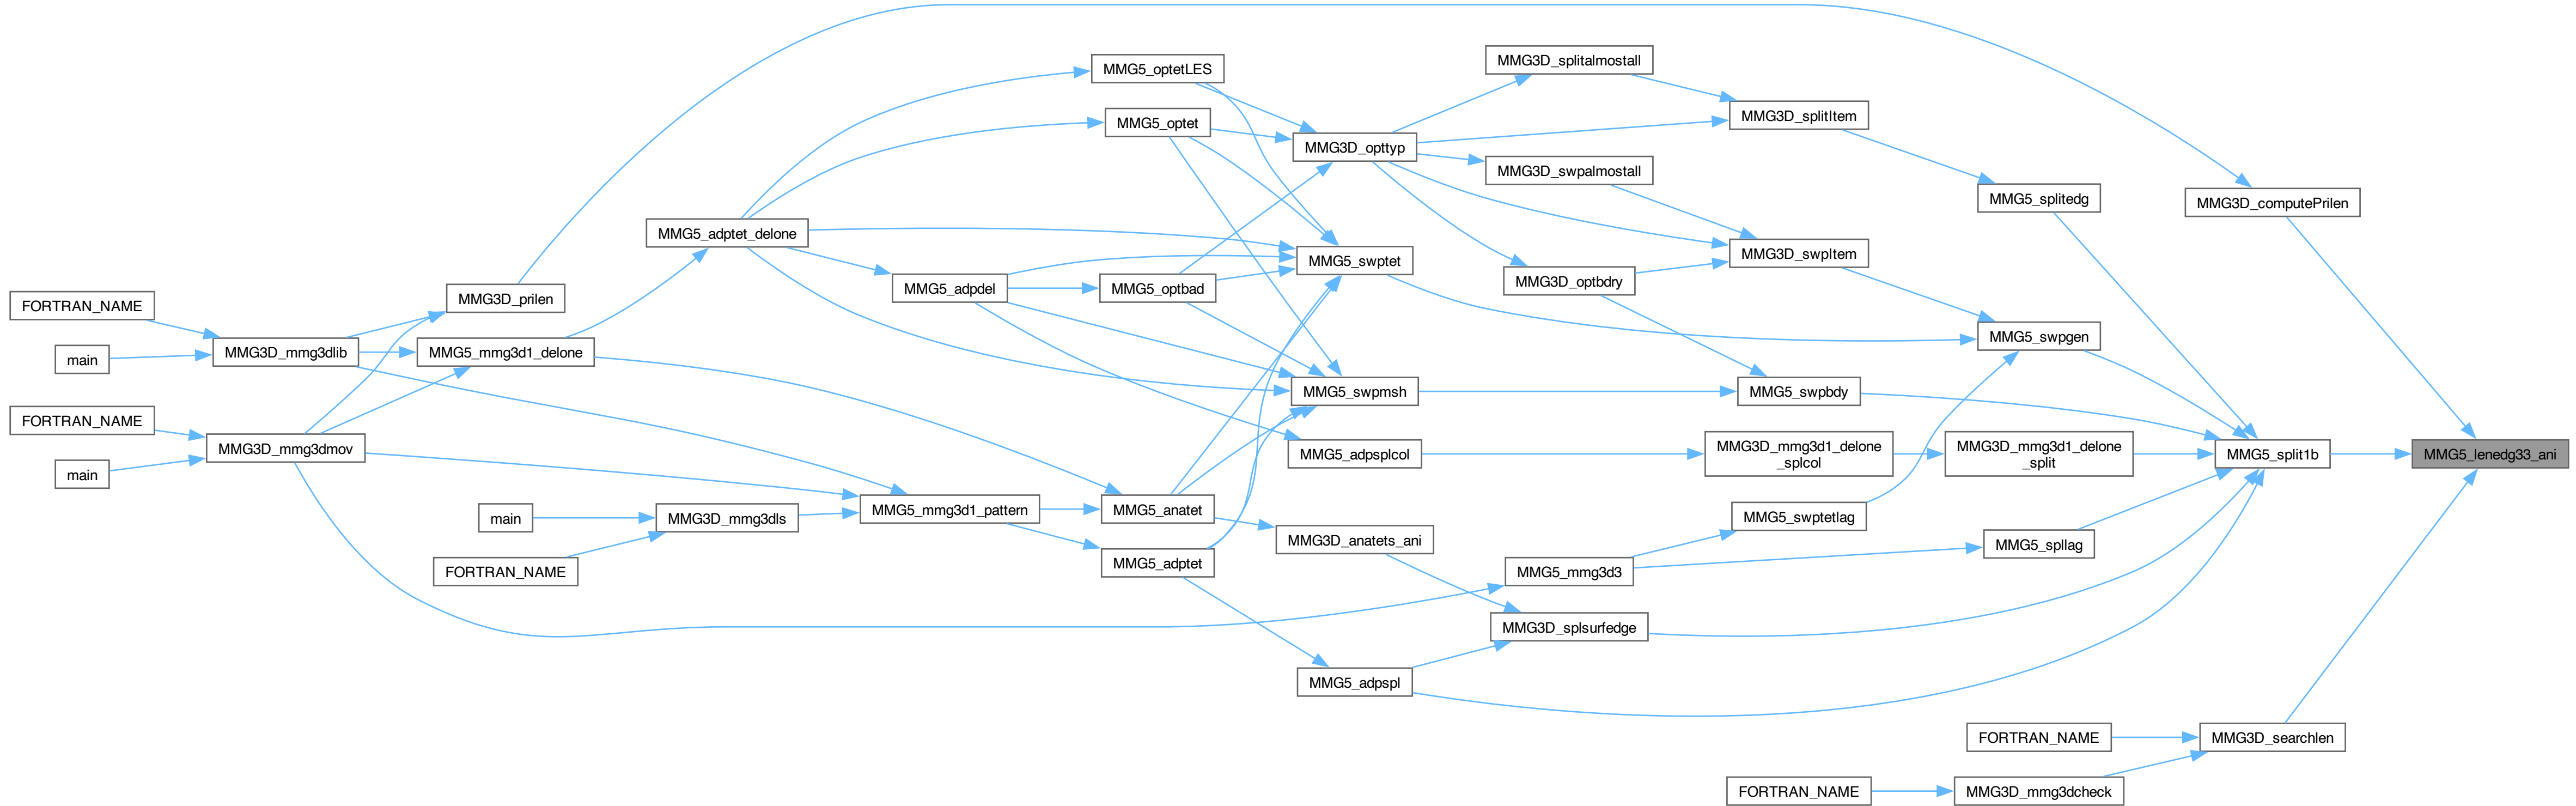 MMG5_optetLES
MMG3D_splitalmostall
MMG5_optet
MMG3D_splitItem
MMG3D_opttyp
MMG3D_swpalmostall
MMG5_splitedg
MMG3D_computePrilen
MMG5_adptet_delone
MMG5_swptet
MMG3D_swpItem
MMG5_adpdel
MMG5_optbad
MMG3D_optbdry
MMG3D_prilen
FORTRAN_NAME
MMG5_swpgen
main
MMG3D_mmg3dlib
MMG5_mmg3d1_delone
MMG5_swpmsh
MMG5_swpbdy
FORTRAN_NAME
MMG3D_mmg3dmov
MMG5_adpsplcol
MMG3D_mmg3d1_delone
_splcol
MMG3D_mmg3d1_delone
_split
MMG5_split1b
MMG5_lenedg33_ani
main
MMG5_mmg3d1_pattern
MMG5_anatet
main
MMG3D_mmg3dls
MMG5_swptetlag
MMG3D_anatets_ani
MMG5_spllag
FORTRAN_NAME
MMG5_adptet
MMG5_mmg3d3
MMG3D_splsurfedge
MMG5_adpspl
FORTRAN_NAME
MMG3D_searchlen
FORTRAN_NAME
MMG3D_mmg3dcheck